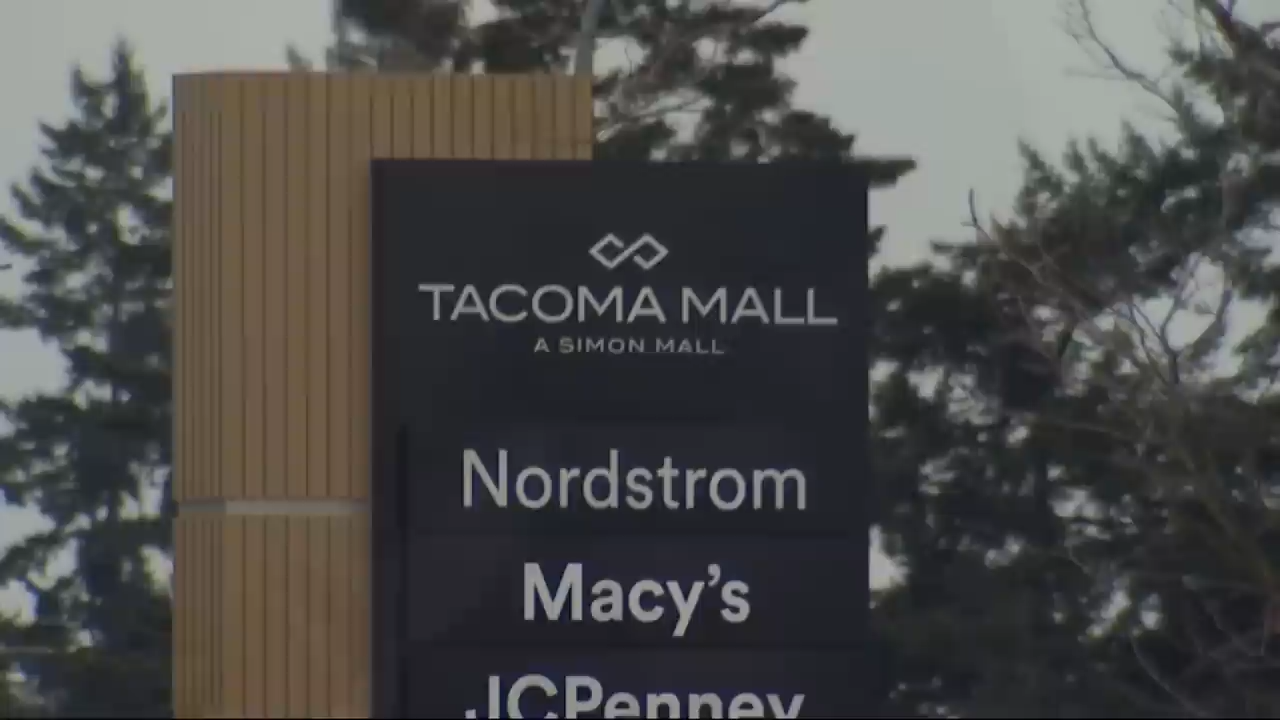 TACOMA MALL
A SIMON MALL
Nordstrom
Macy's
JCPenney